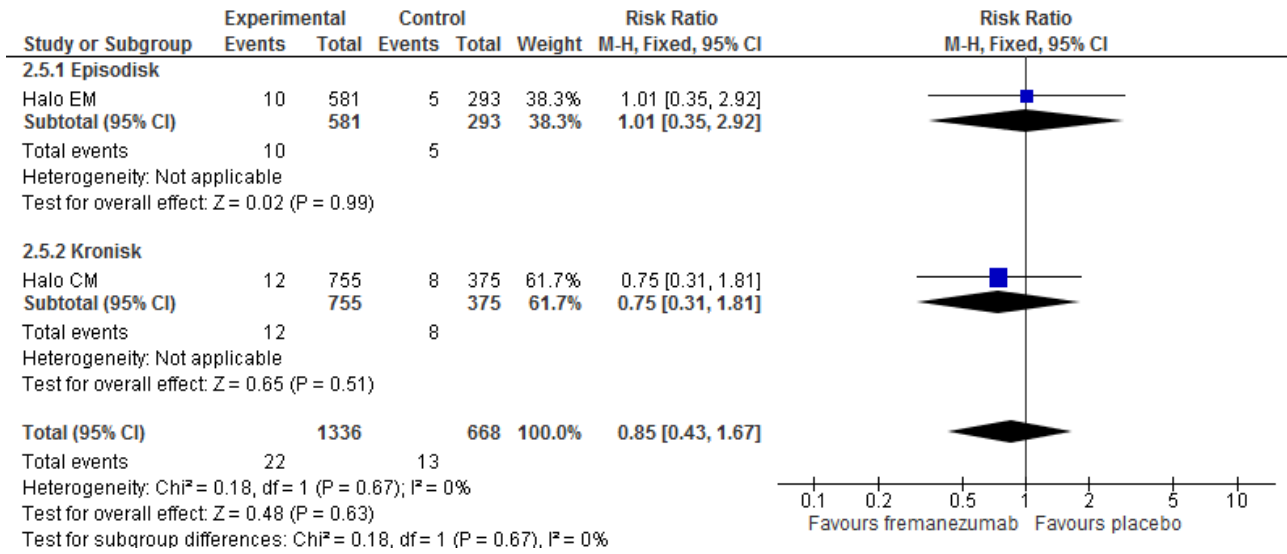 Experimental Control Risk Ratio Risk Ratio
Study or Subgroup Events Total Events Total Weight M-H, Fixed, 95% CI M-H, Fixed, 95% CI
2.5.1 Episodisk
Halo EM 10 581 5 293 38.3% 1.01 [0.35, 2.92]
Subtotal (95% CI) 581 293 38.3% 1.01 [0.35, 2.92]
Total events 10 5
Heterogeneity: Not applicable
Test for overall effect: Z = 0.02 (P = 0.99)
2.5.2 Kronisk
Halo CM 12 755 8 375 61.7% 0.75 [0.31, 1.81]
Subtotal (95% CI) 755 375 61.7% 0.75 [0.31, 1.81]
Total events 12 8
Heterogeneity: Not applicable
Test for overall effect: Z = 0.65 (P = 0.51)
Total (95% CI) 1336 668 100.0% 0.85 [0.43, 1.67]
Total events 22 13
Heterogeneity: Chi² = 0.18, df = 1 (P = 0.67); I² = 0%
Test for overall effect: Z = 0.48 (P = 0.63)
Test for subgroup differences: Chi² = 0.18, df = 1 (P = 0.67), I² = 0%
0.1 0.2 0.5 1 2 5 10
Favours fremanezumab Favours placebo